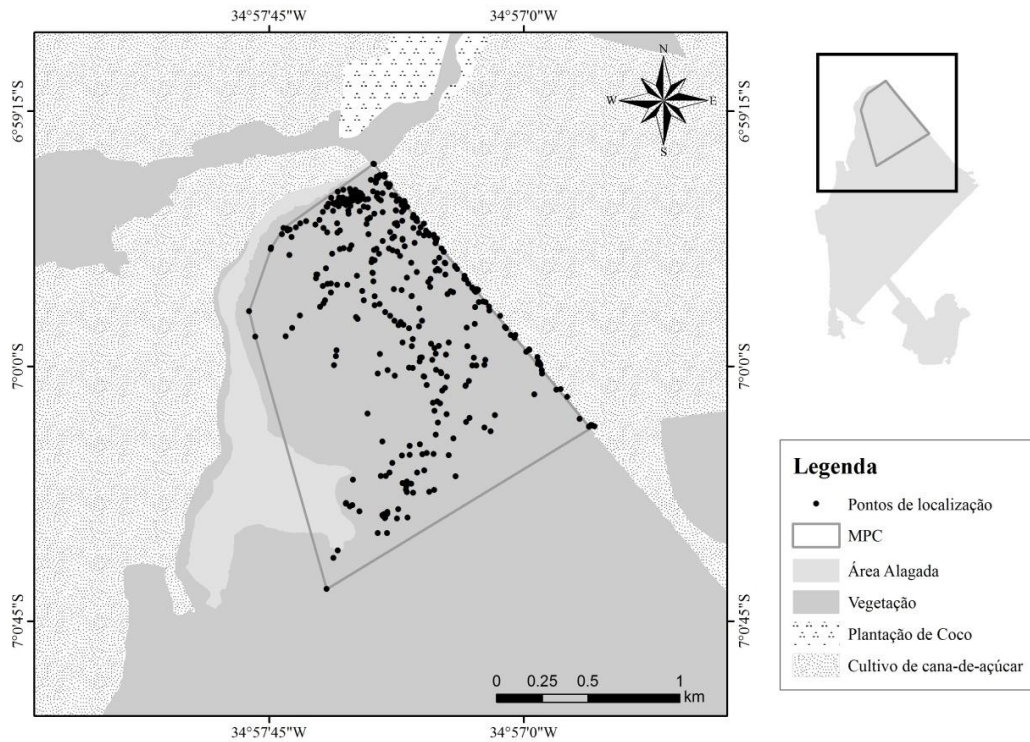 34°57'45"W 34°57'0"W
N
W E
S
6°59'15"S 6°59'15"S
7°0'0"S 7°0'0"S
7°0'45"S 7°0'45"S
0 0.25 0.5 1
km
34°57'45"W 34°57'0"W
Legenda
Pontos de localização
MPC
Área Alagada
Vegetação
Plantação de Coco
Cultivo de cana-de-açúcar